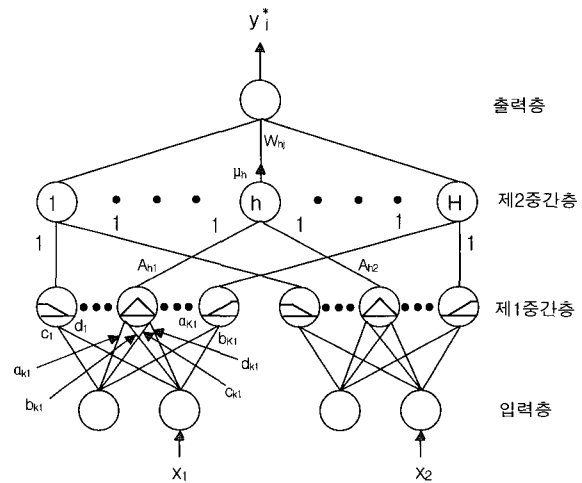 y*i
출력층
Whj
μh
1 h H
제2중간층
1 1 1 1 1 1
Ah1 Ah2
제1중간층
c1 d1 aK1 bK1
ak1 dk1
bk1 ck1
입력층
X1 X2